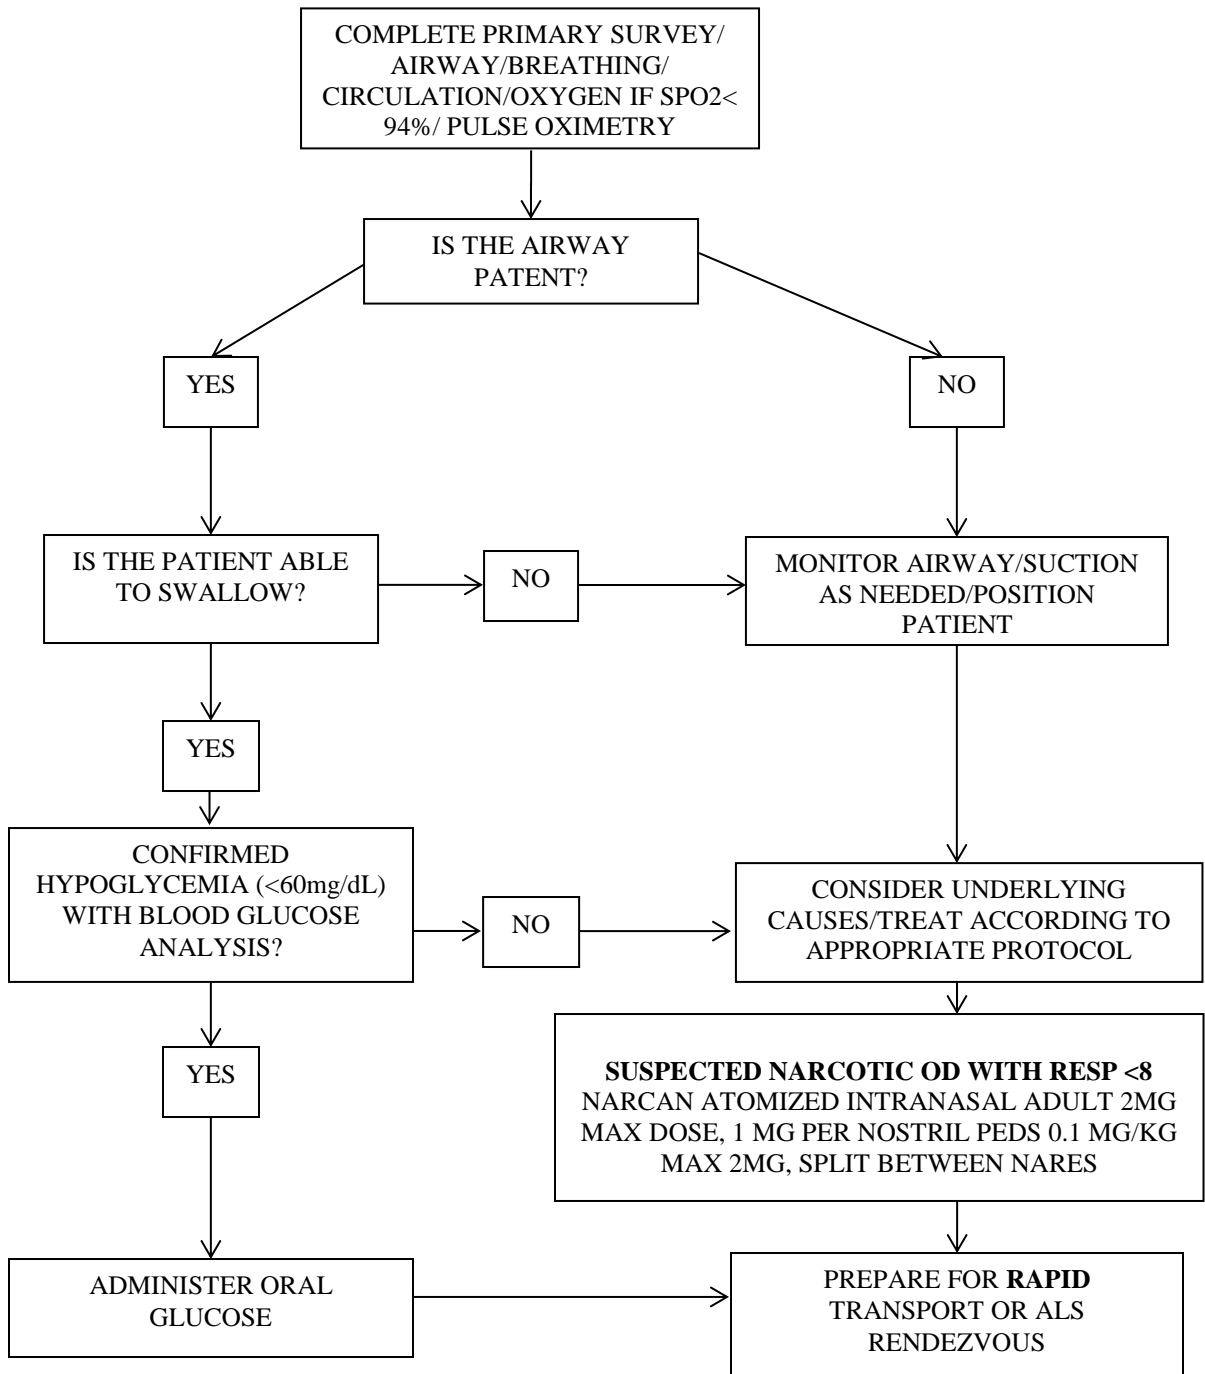 COMPLETE PRIMARY SURVEY/
AIRWAY/BREATHING/
CIRCULATION/OXYGEN IF SPO2<
94%/ PULSE OXIMETRY
IS THE AIRWAY
PATENT?
YES
NO
IS THE PATIENT ABLE
TO SWALLOW?
NO
MONITOR AIRWAY/SUCTION
AS NEEDED/POSITION
PATIENT
YES
CONFIRMED
HYPOGLYCEMIA (<60mg/dL)
WITH BLOOD GLUCOSE
ANALYSIS?
NO
CONSIDER UNDERLYING
CAUSES/TREAT ACCORDING TO
APPROPRIATE PROTOCOL
YES
SUSPECTED NARCOTIC OD WITH RESP <8
NARCAN ATOMIZED INTRANASAL ADULT 2MG
MAX DOSE, 1 MG PER NOSTRIL PEDS 0.1 MG/KG
MAX 2MG, SPLIT BETWEEN NARES
ADMINISTER ORAL
GLUCOSE
PREPARE FOR RAPID
TRANSPORT OR ALS
RENDEZVOUS